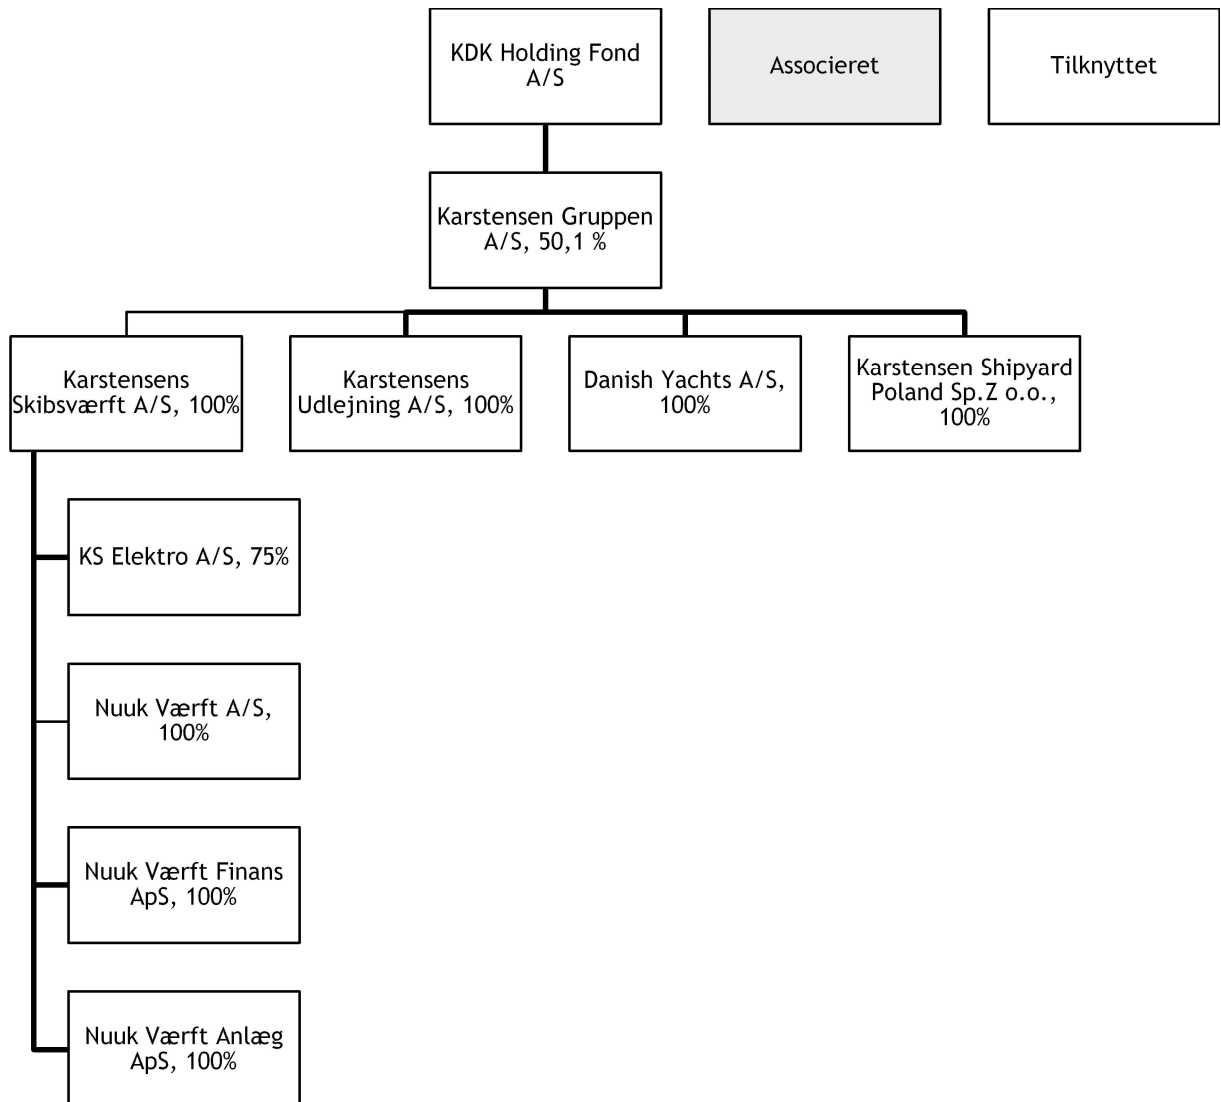 KDK Holding Fond
A/S
Associeret
Tilknyttet
Karstensen Gruppen
A/S, 50,1 %
Karstensens
Skibsværft A/S, 100%
Karstensens
Udlejning A/S, 100%
Danish Yachts A/S,
100%
Karstensen Shipyard
Poland Sp.Z o.o.,
100%
KS Elektro A/S, 75%
Nuuk Værft A/S,
100%
Nuuk Værft Finans
ApS, 100%
Nuuk Værft Anlæg
ApS, 100%